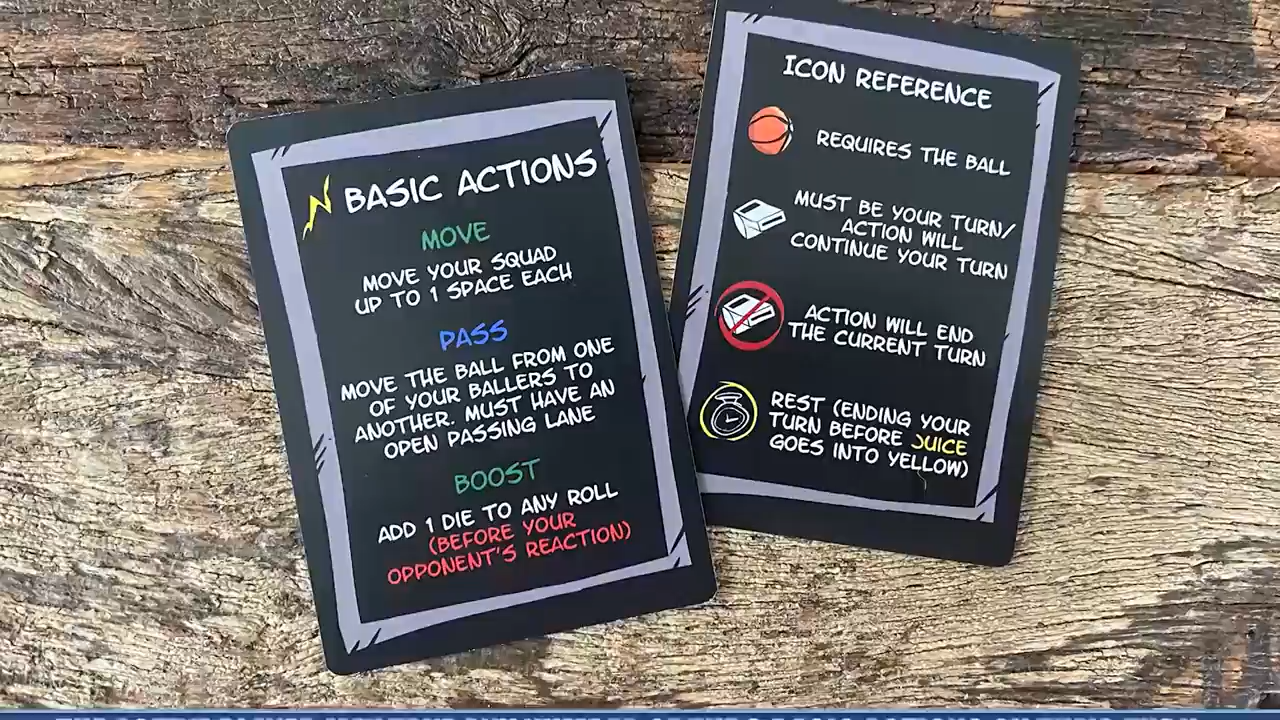 BASIC ACTIONS
MOVE
MOVE YOUR SQUAD
UP TO 1 SPACE EACH
PASS
MOVE THE BALL FROM ONE
OF YOUR BALLERS TO
ANOTHER. MUST HAVE AN
OPEN PASSING LANE
BOOST
ADD 1 DIE TO ANY ROLL
(BEFORE YOUR
OPPONENT'S REACTION)
ICON REFERENCE
REQUIRES THE BALL
MUST BE YOUR TURN/
ACTION WILL
CONTINUE YOUR TURN
ACTION WILL END
THE CURRENT TURN
REST (ENDING YOUR
TURN BEFORE JUICE
GOES INTO YELLOW)